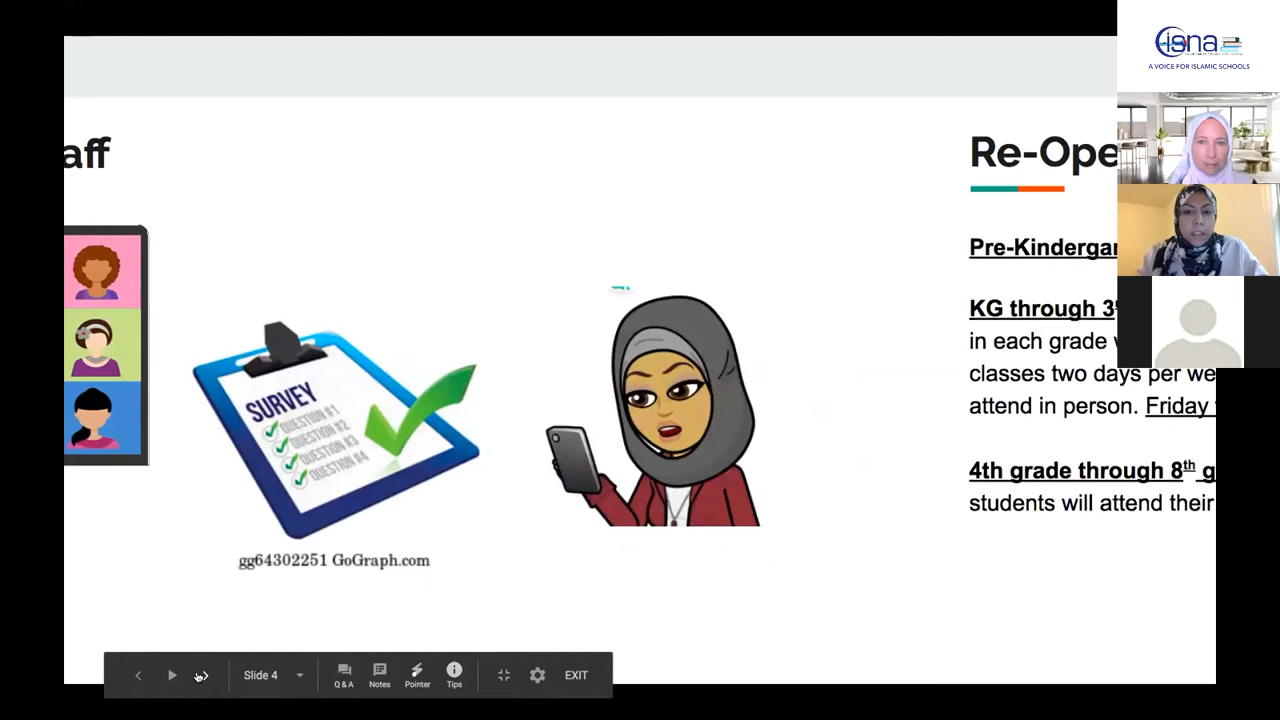 aff
SURVEY
QUESTION #1
QUESTION #2
QUESTION #3
QUESTION #4
gg64302251 GoGraph.com
Re-Ope
Pre-Kindergar
KG through 3
in each grade
classes two days per we
attend in person. Friday
4th grade through 8th g
students will attend their
cisna
A VOICE FOR ISLAMIC SCHOOLS
Slide 4
Q & A
Notes
Pointer
Tips
EXIT